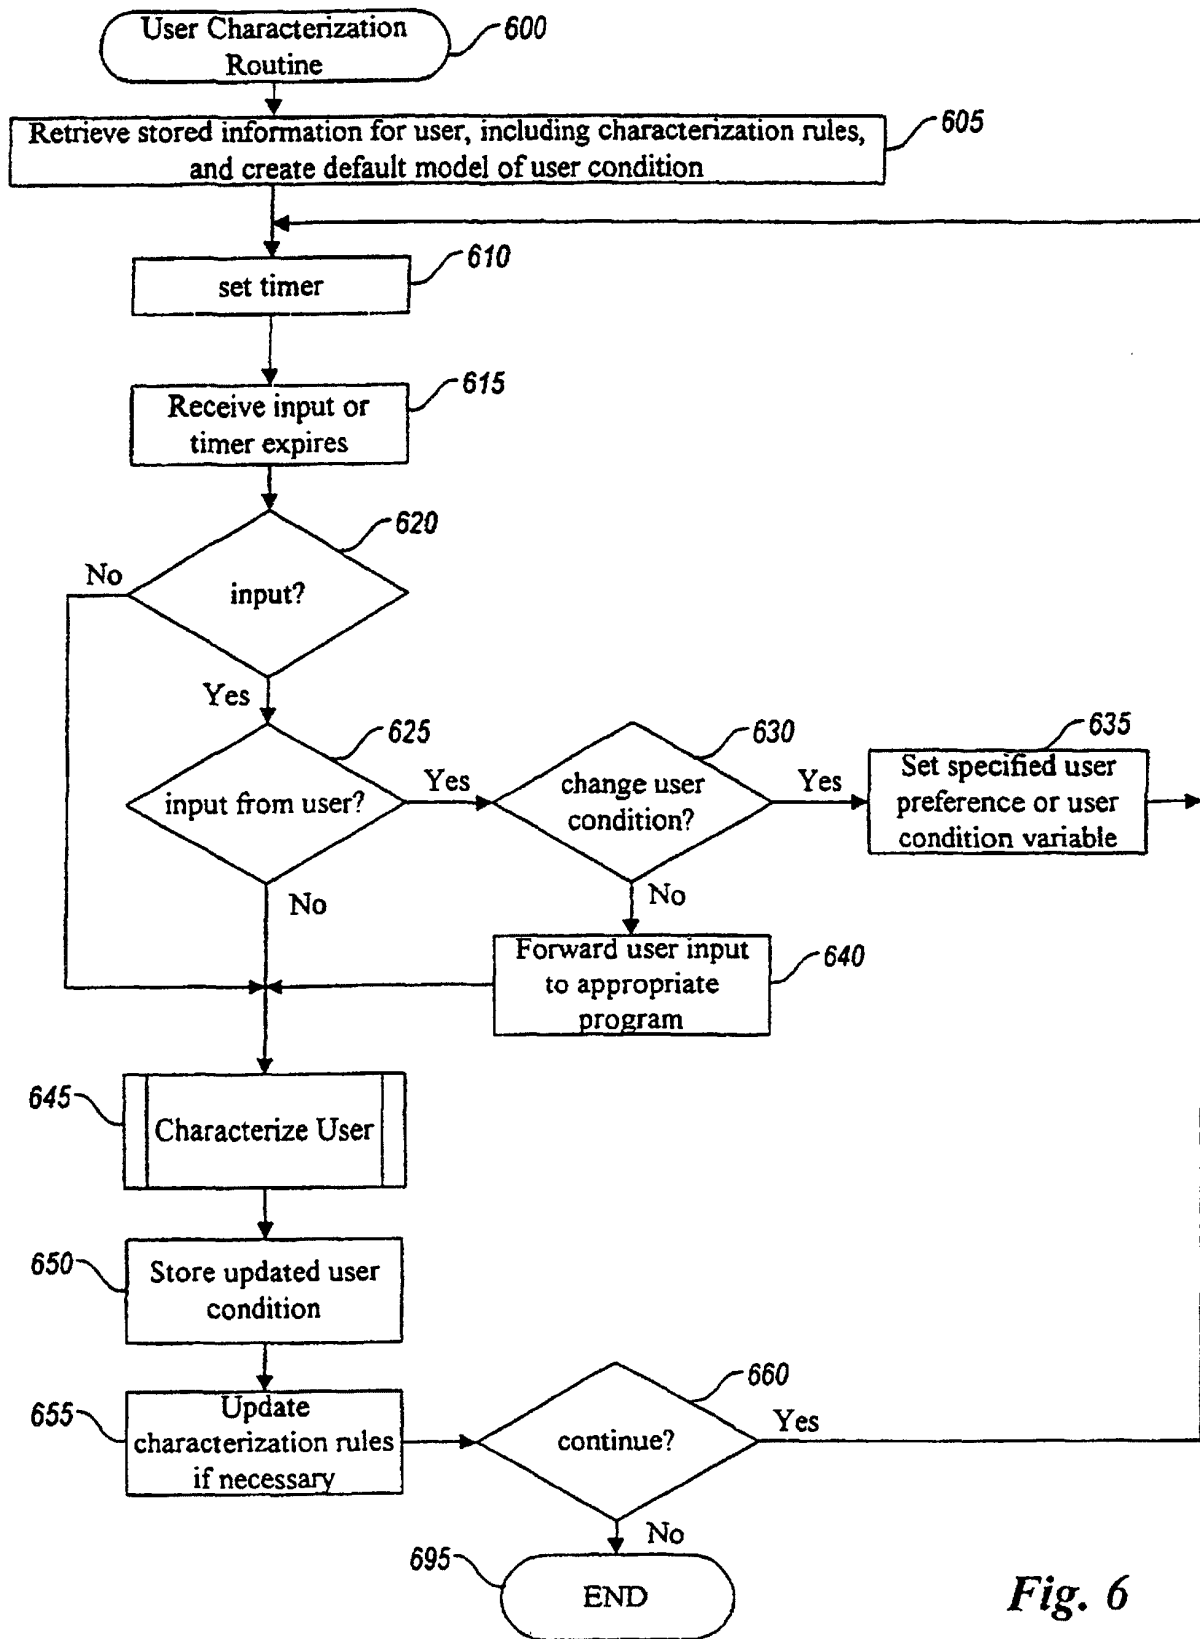 User Characterization
Routine
600
Retrieve stored information for user, including characterization rules,
and create default model of user condition
605
set timer
610
Receive input or
timer expires
615
input?
620
No
Yes
input from user?
625
Yes
No
change user
condition?
630
Yes
No
Set specified user
preference or user
condition variable
635
Forward user input
to appropriate
program
640
645
Characterize User
650
Store updated user
condition
655
Update
characterization rules
if necessary
continue?
660
Yes
No
695
END
Fig. 6